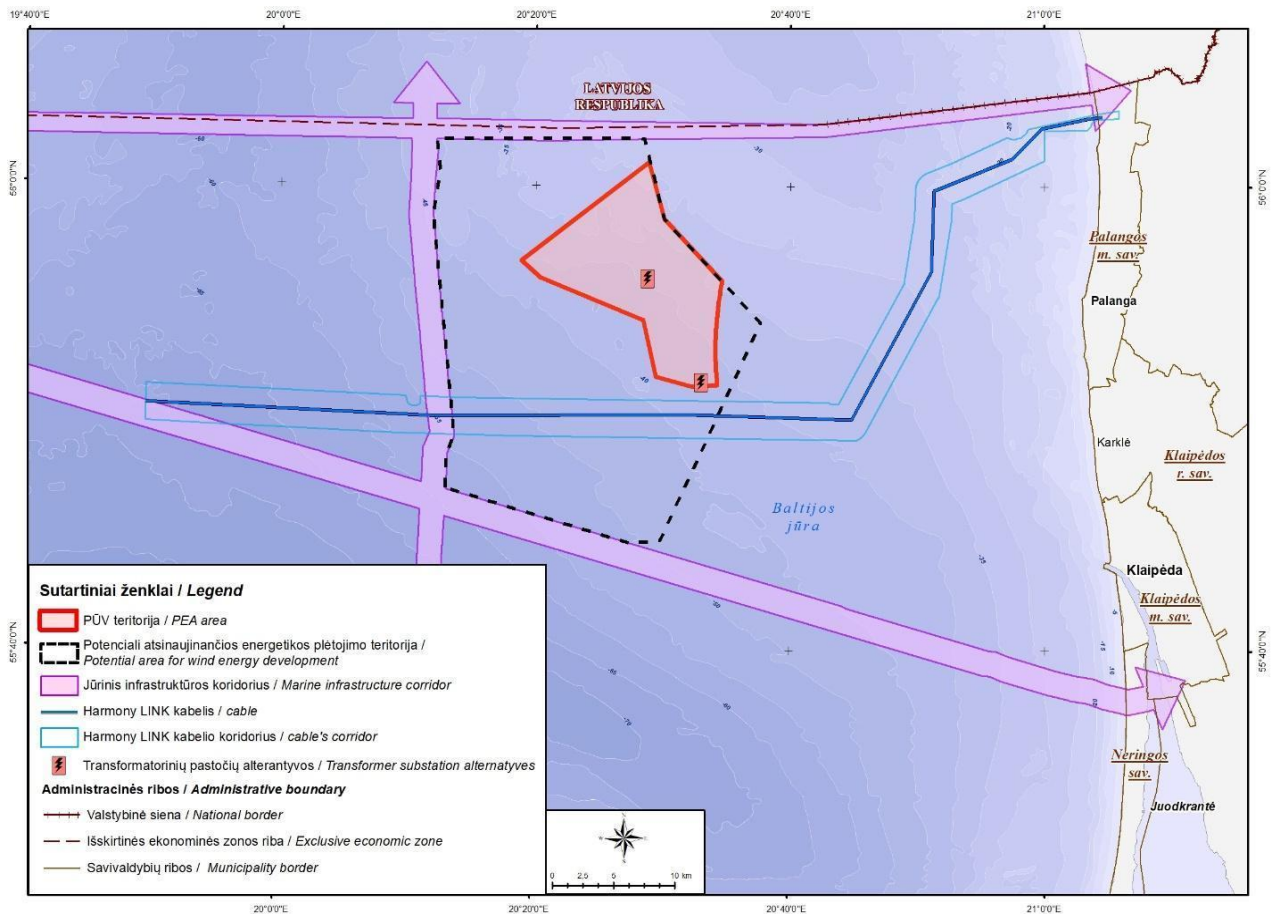 19°40'0"E
20°0'0"E
20°20'0"E
20°40'0"E
21°0'0"E
LATVIJOS
RESPUBLIKA
56°0'0"N
Palangos
m. sav.
Palanga
Karklė
Klaipėdos
r. sav.
Baltijos
jūra
Klaipėda
Klaipėdos
m. sav.
55°40'0"N
55°40'0"N
Neringos
sav.
Juodkrantė
-35
-50
-70
-40
Sutartiniai ženklai / Legend
PŪV teritorija / PEA area
Potenciali atsinaujinančios energetikos plėtojimo teritorija /
Potential area for wind energy development
Jūrinis infrastruktūros koridorius / Marine infrastructure corridor
Harmony LINK kabelis / cable
Harmony LINK kabelio koridorius / cable's corridor
Transformatorinių pastočių alterantyvos / Transformer substation alternatyves
Administracinės ribos / Administrative boundary
Valstybinė siena / National border
Išskirtinės ekonominės zonos riba / Exclusive economic zone
Savivaldybių ribos / Municipality border
0 2,5 5 10 km
20°0'0"E
20°20'0"E
20°40'0"E
21°0'0"E